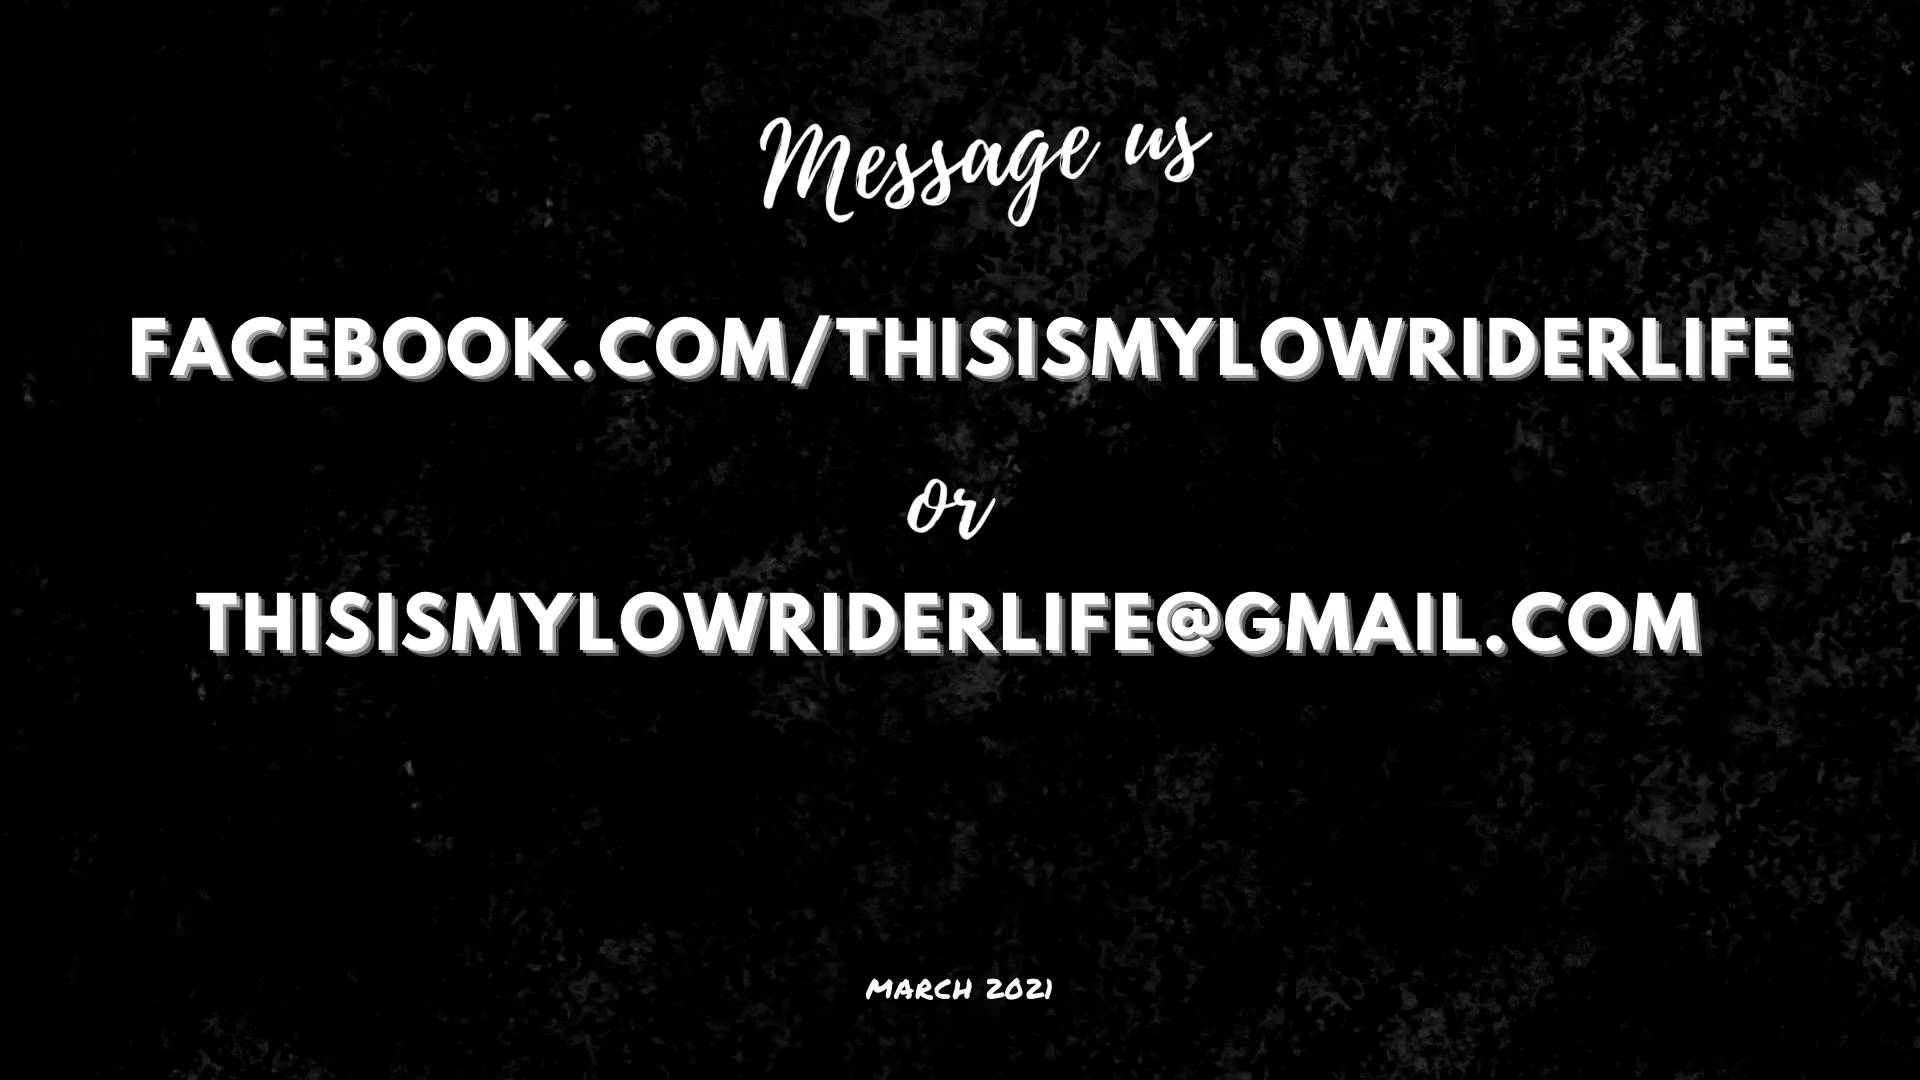 Message us
FACEBOOK.COM/THISISMYLOWRIDERLIFE
or
THISISMYLOWRIDERLIFE@GMAIL.COM
MARCH 2021